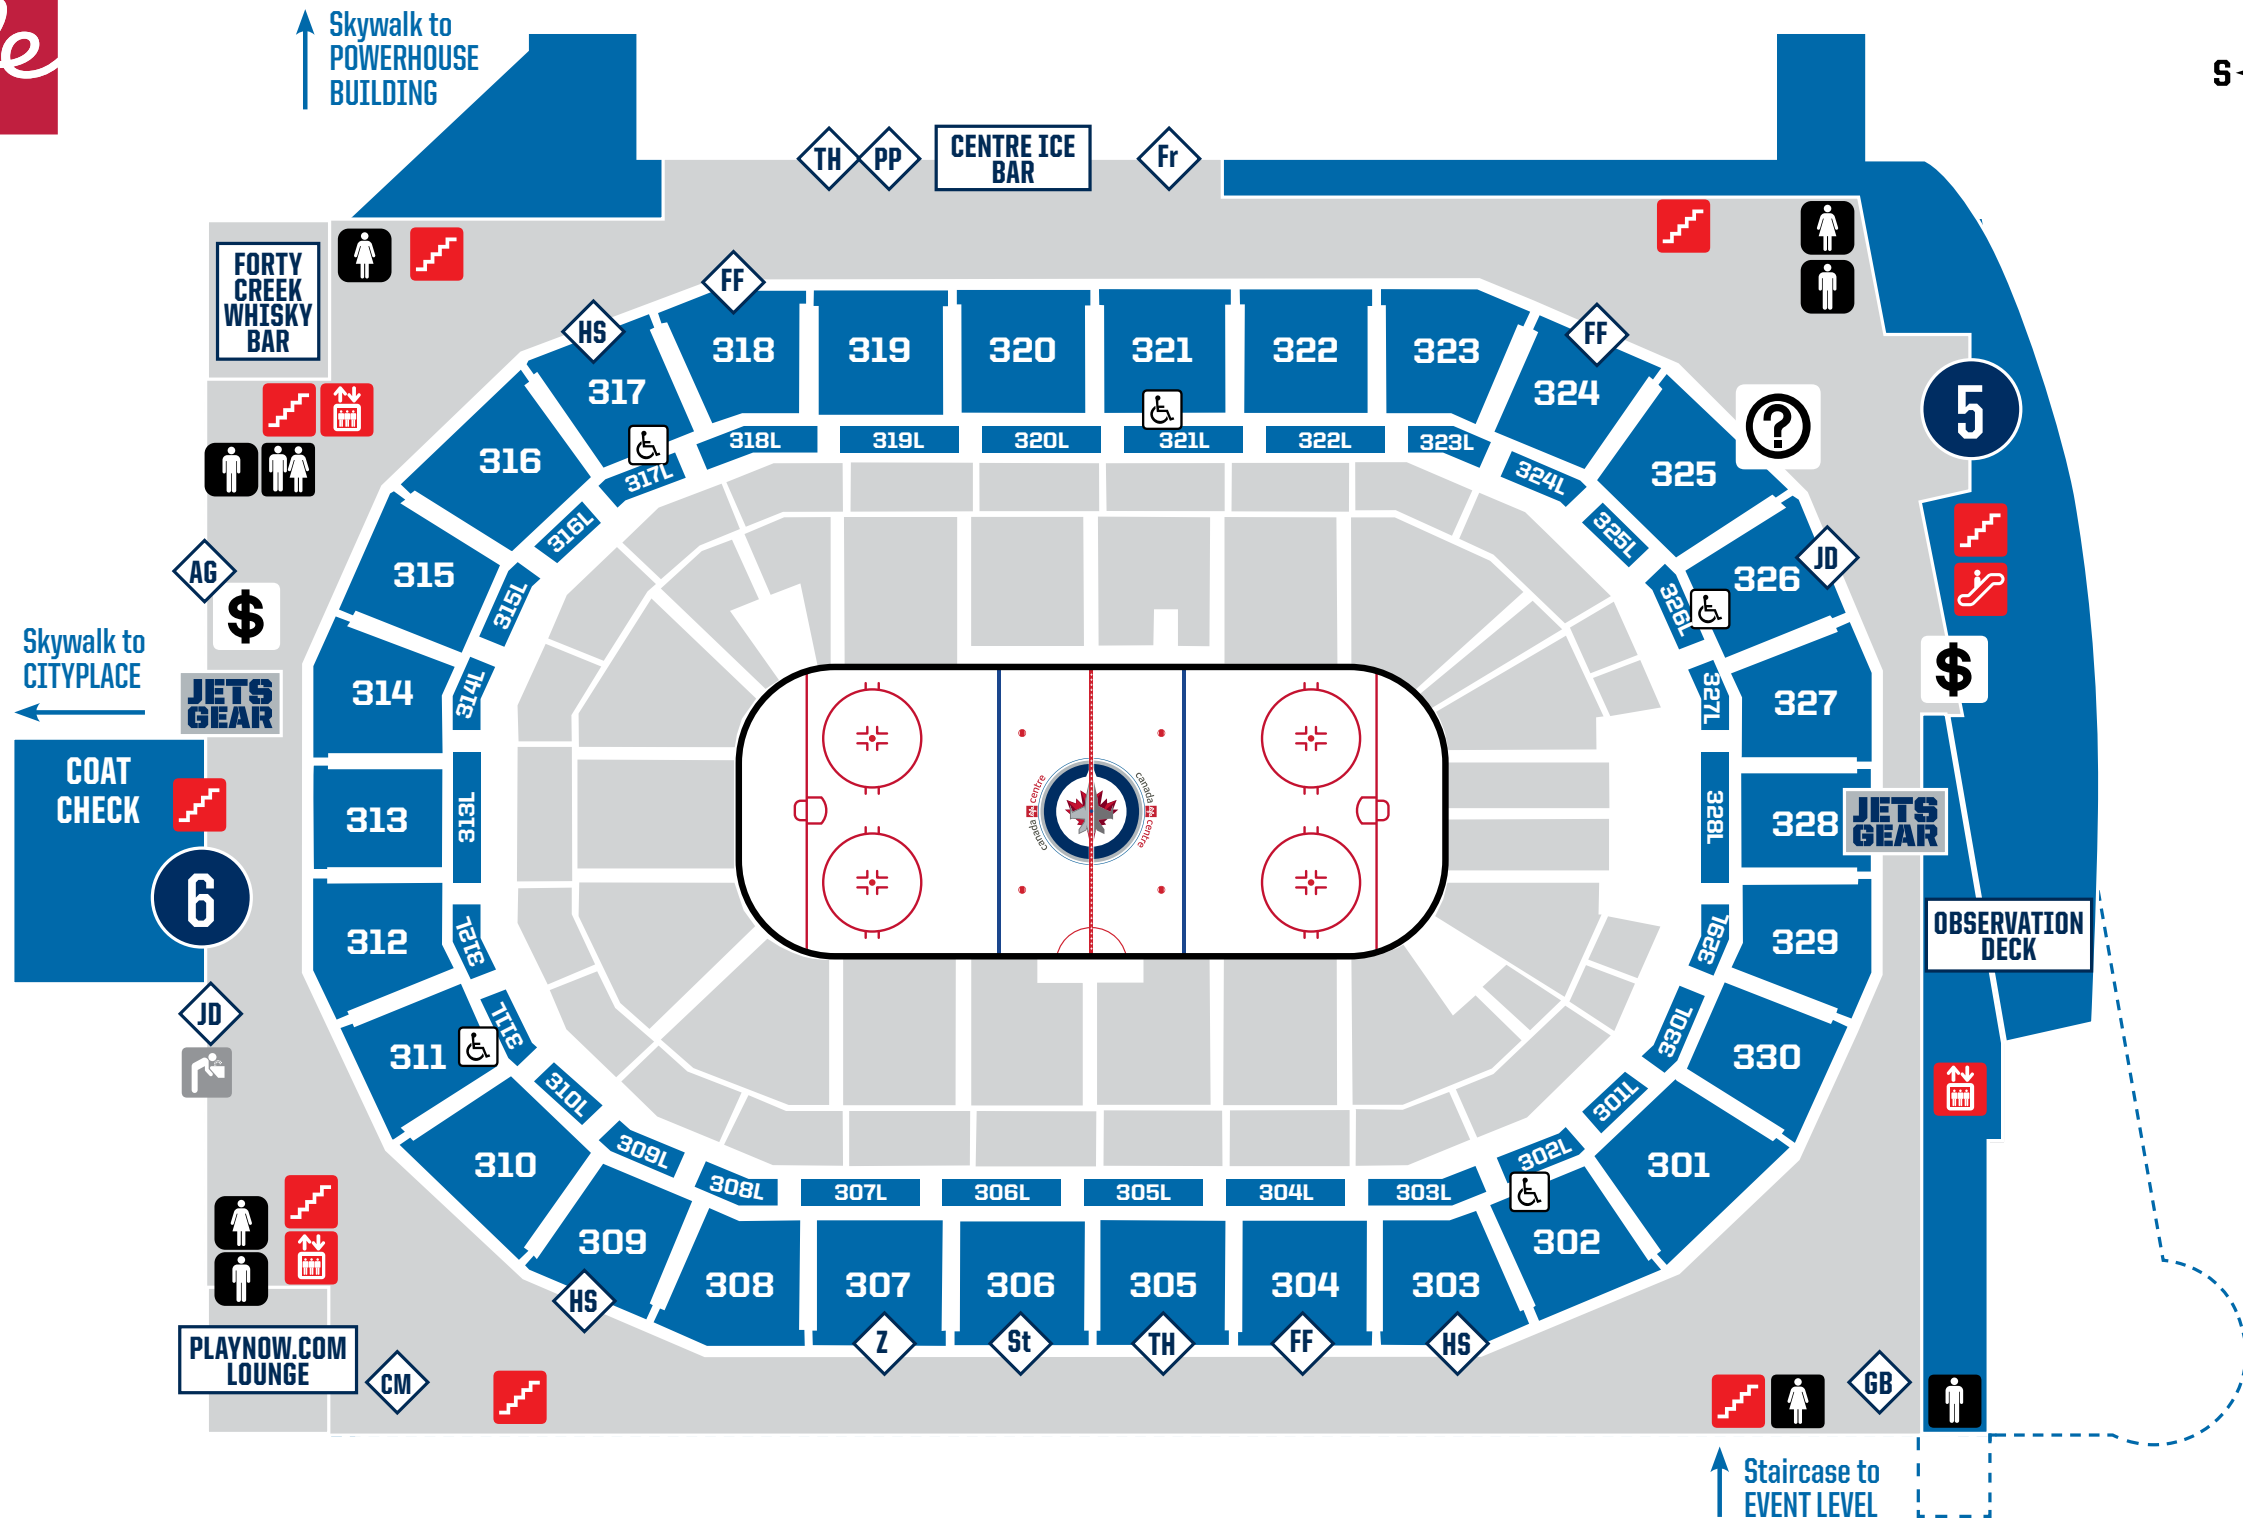 e
Skywalk to
POWERHOUSE
BUILDING
S
TH
PP
CENTRE ICE
BAR
Fr
FORTY
CREEK
WHISKY
BAR
FF
HS
FF
318
319
320
321
322
323
317
324
316
325
318L
319L
320L
321L
322L
323L
317L
324L
316L
325L
?
5
AG
$
315
315L
326L
326
JD
Skywalk to
CITYPLACE
JETS
GEAR
314
314L
327L
327
$
COAT
CHECK
313
313L
canada centre
canada centre
328L
328
JETS
GEAR
6
312
312L
329L
329
OBSERVATION
DECK
JD
311
311L
330L
330
310
310L
301L
301
309L
302L
308L
307L
306L
305L
304L
303L
309
302
308
307
306
305
304
303
HS
Z
St
TH
FF
HS
PLAYNOW.COM
LOUNGE
CM
GB
Staircase to
EVENT LEVEL